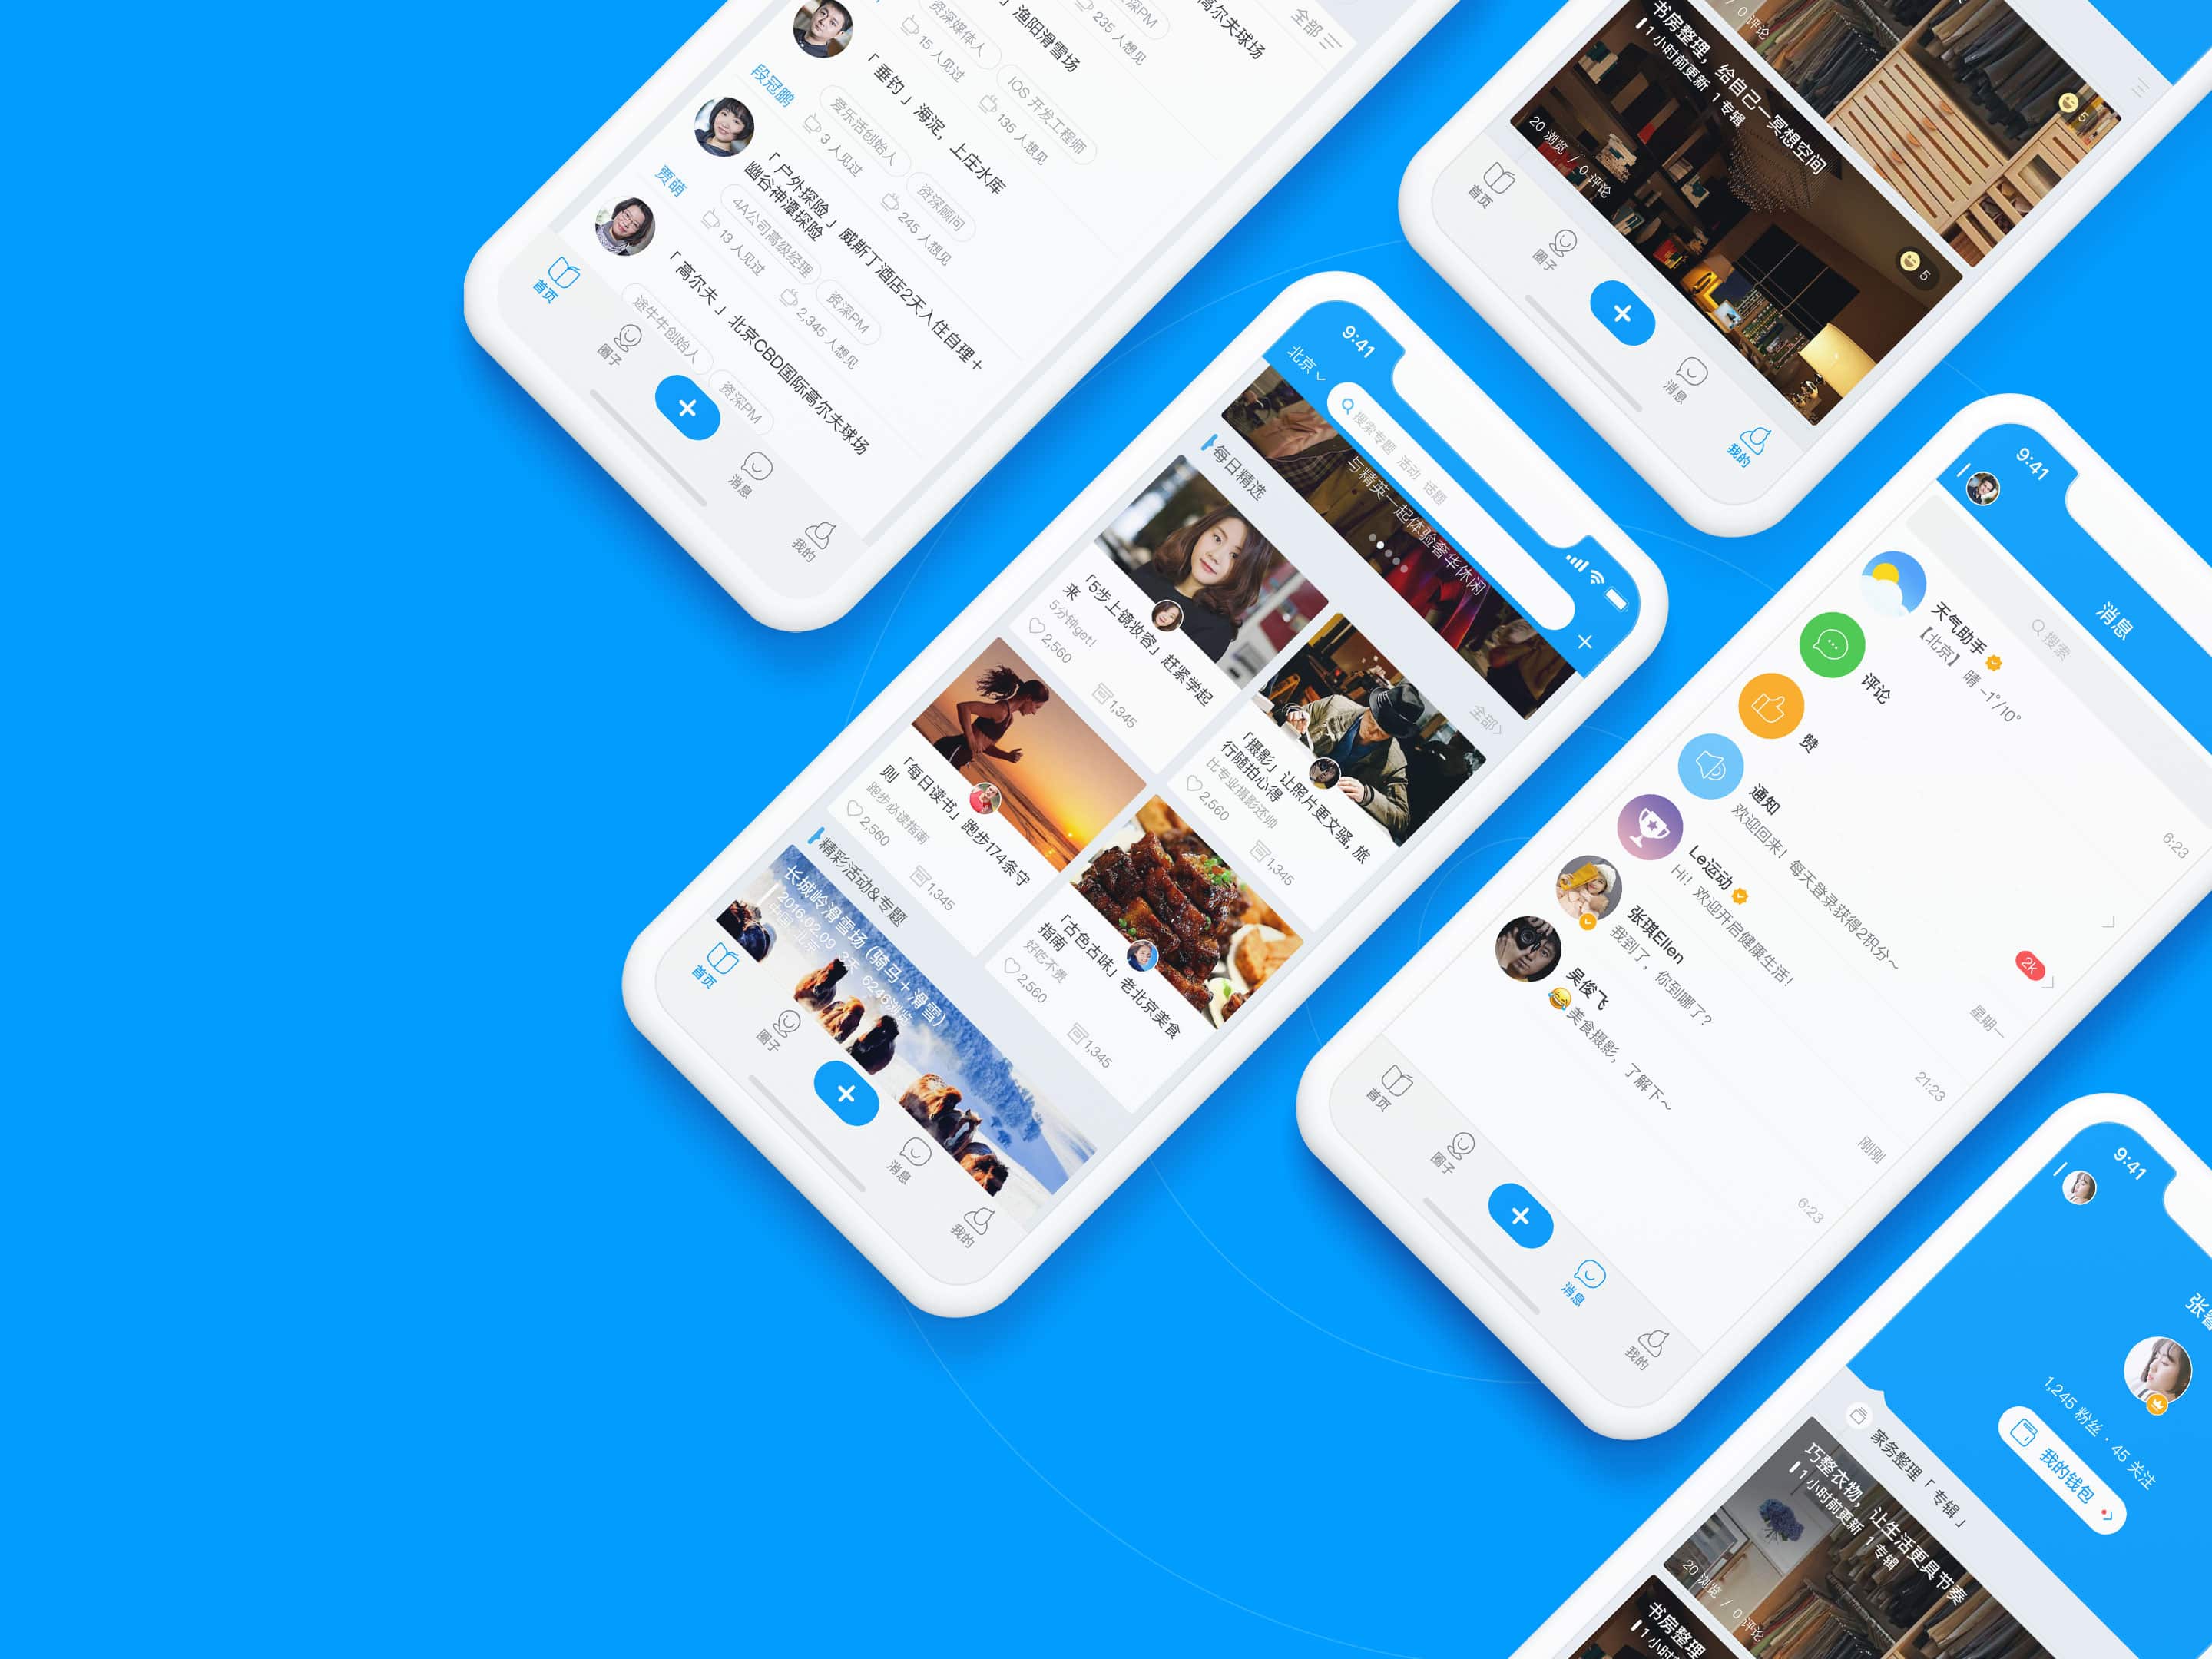 全部
高尔夫球场
资深PM
235 人想见
「渔阳滑雪场
资深媒体人
IOS 开发工程师
15 人见过
135 人想见
「 垂钓 」海淀，上庄水库
段冠鹏
爱乐活创始人
资深顾问
3 人见过
245 人想见
「 户外探险 」威斯丁酒店2天入住自理＋
幽谷神潭探险
贾萌
4A公司高级经理
资深PM
13 人见过
2,345 人想见
「 高尔夫 」北京CBD国际高尔夫球场
途牛牛创始人
资深PM
首页
圈子
消息
我的
/ 0 评论
5
书房整理，给自己一冥想空间
1 小时前更新 1 专辑
20 浏览 / 0 评论
5
首页
圈子
消息
我的
9:41
北京
搜索专题 活动 话题
与精英一起体验奢华休闲
每日精选
全部
「5步上镜妆容」赶紧学起
来
5分钟get!
2,560
1,345
「摄影」让照片更文骚, 旅
行随拍心得
比专业摄影还帅
2,560
1,345
「每日读书」跑步174条守
则
跑步必读指南
2,560
1,345
「古色古味」老北京美食
指南
好吃不贵
2,560
1,345
精彩活动&专题
长城岭滑雪场 (骑马＋滑雪)
2016.02.09 3天 6246浏览
中国 北京
首页
圈子
消息
我的
9:41
消息
搜索
天气助手
【北京】 晴 –1°/10°
评论
赞
通知
欢迎回来！每天登录获得2积分～
6:23
Le运动
Hi！欢迎开启健康生活！
2k
星期一
张琪Ellen
我到了，你到哪了？
21:23
吴俊飞
😂 美食摄影，了解下～
刚刚
6:23
首页
圈子
消息
我的
9:41
1,245 粉丝 · 45 关注
我的钱包
家务整理「 专辑 」
巧整衣物，让生活更具节奏
1 小时前更新 1 专辑
20 浏览 / 0 评论
书房整理
1 小时